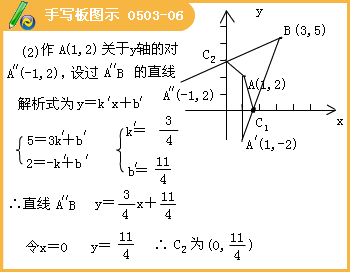 手写板图示 0503-06
(2)作 A(1,2) 关于y轴的对
A″(-1,2), 设过A″B 的直线
解析式为 y=k′x+b′
5=3k′+b′
2=-k′+b′
k′= 3/4
b′= 11/4
∴直线 A″B y=3/4x+11/4
令x=0 y=11/4 ∴ C₂为(0, 11/4)
y
B(3,5)
C₂
A(1,2)
A″(-1,2)
x
C₁
A′(1,-2)